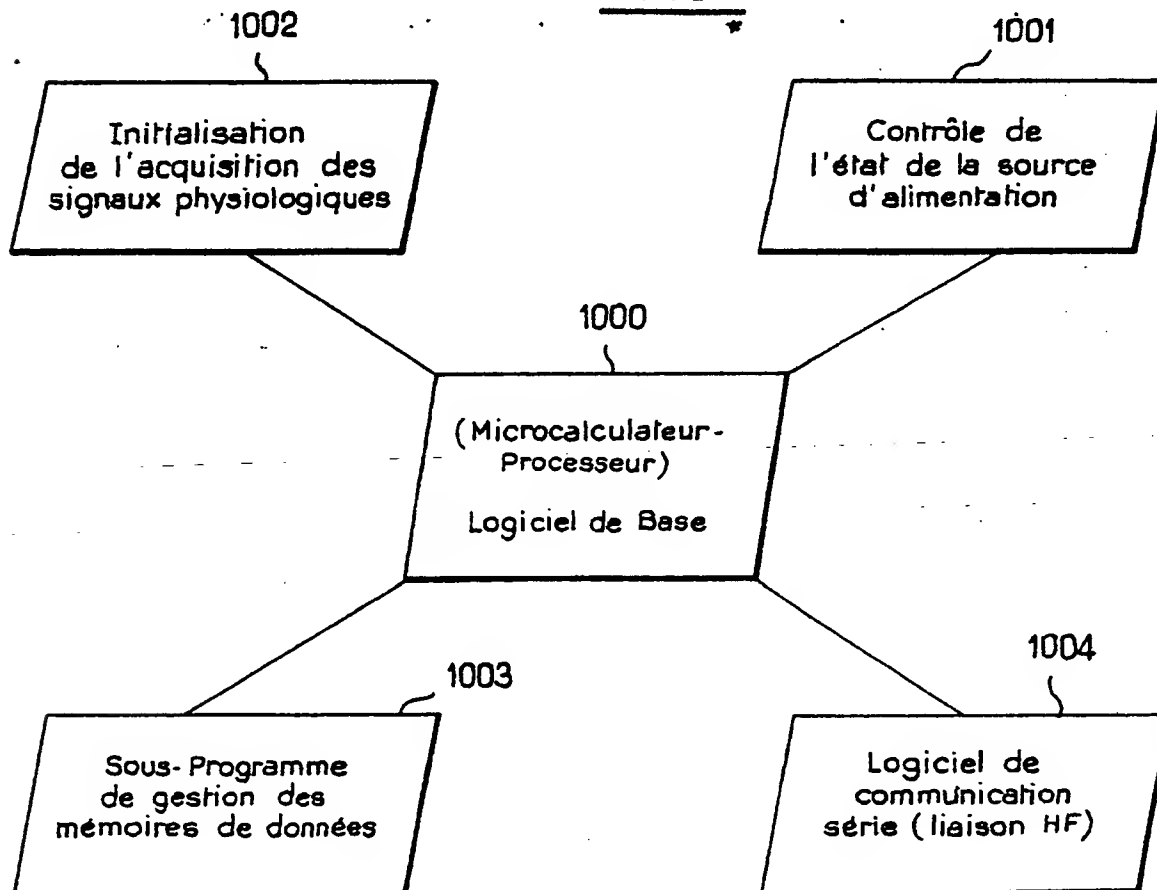 1002
1001
Initialisation
de l'acquisition des
signaux physiologiques
Contrôle de
l'état de la source
d'alimentation
1000
(Microcalculateur-
Processeur)
Logiciel de Base
1003
1004
Sous-Programme
de gestion des
mémoires de données
Logiciel de
communication
série (liaison HF)